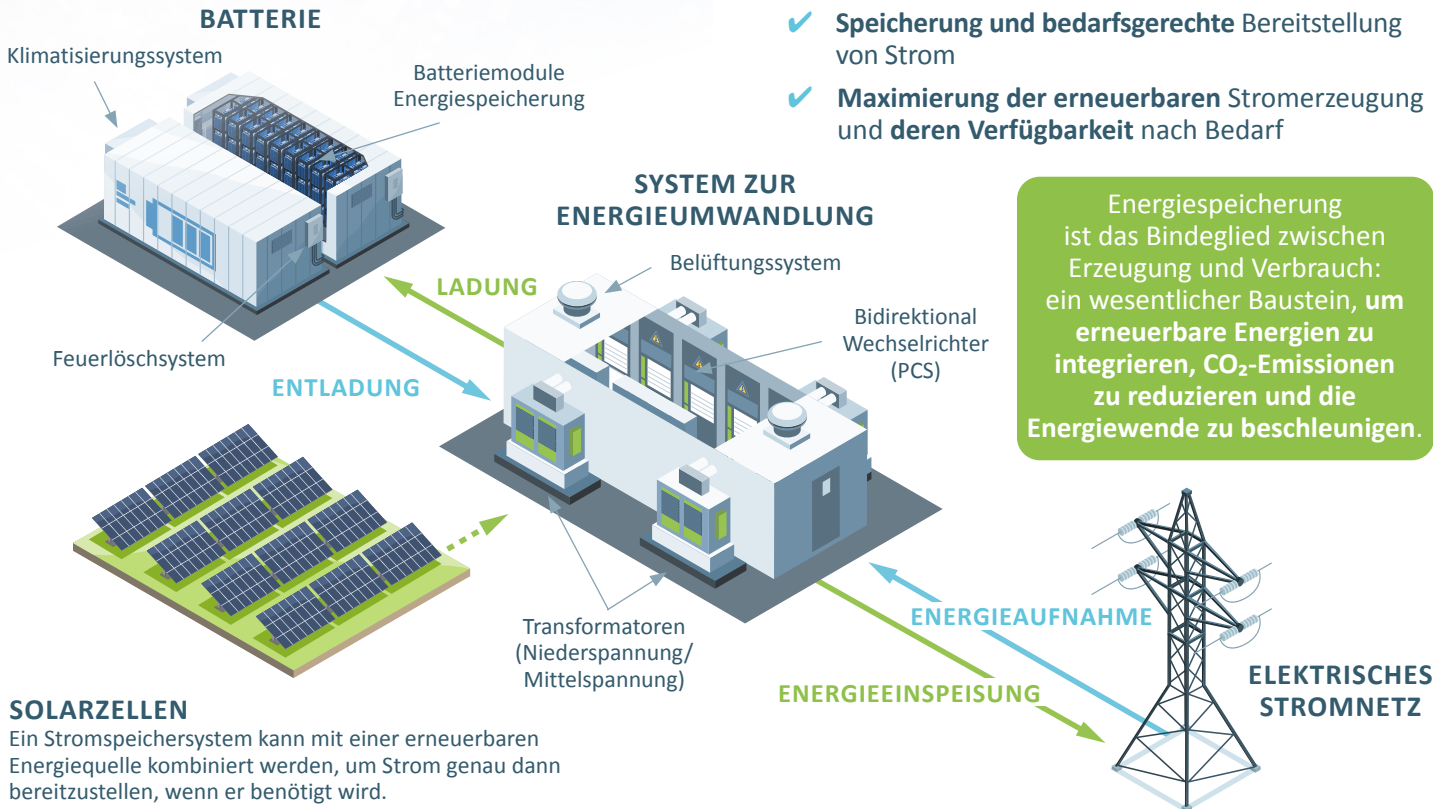 BATTERIE
Klimatisierungssystem
Batteriemodule
Energiespeicherung
Feuerlöschsystem
✔ Speicherung und bedarfsgerechte Bereitstellung
von Strom
✔ Maximierung der erneuerbaren Stromerzeugung
und deren Verfügbarkeit nach Bedarf
SYSTEM ZUR
ENERGIEUMWANDLUNG
Belüftungssystem
Bidirektional
Wechselrichter
(PCS)
LADUNG
ENTLADUNG
Energiespeicherung
ist das Bindeglied zwischen
Erzeugung und Verbrauch:
ein wesentlicher Baustein, um
erneuerbare Energien zu
integrieren, CO₂-Emissionen
zu reduzieren und die
Energiewende zu beschleunigen.
Transformatoren
(Niederspannung/
Mittelspannung)
ENERGIEAUFNAHME
ENERGIEEINSPEISUNG
ELEKTRISCHES
STROMNETZ
SOLARZELLEN
Ein Stromspeichersystem kann mit einer erneuerbaren
Energiequelle kombiniert werden, um Strom genau dann
bereitzustellen, wenn er benötigt wird.